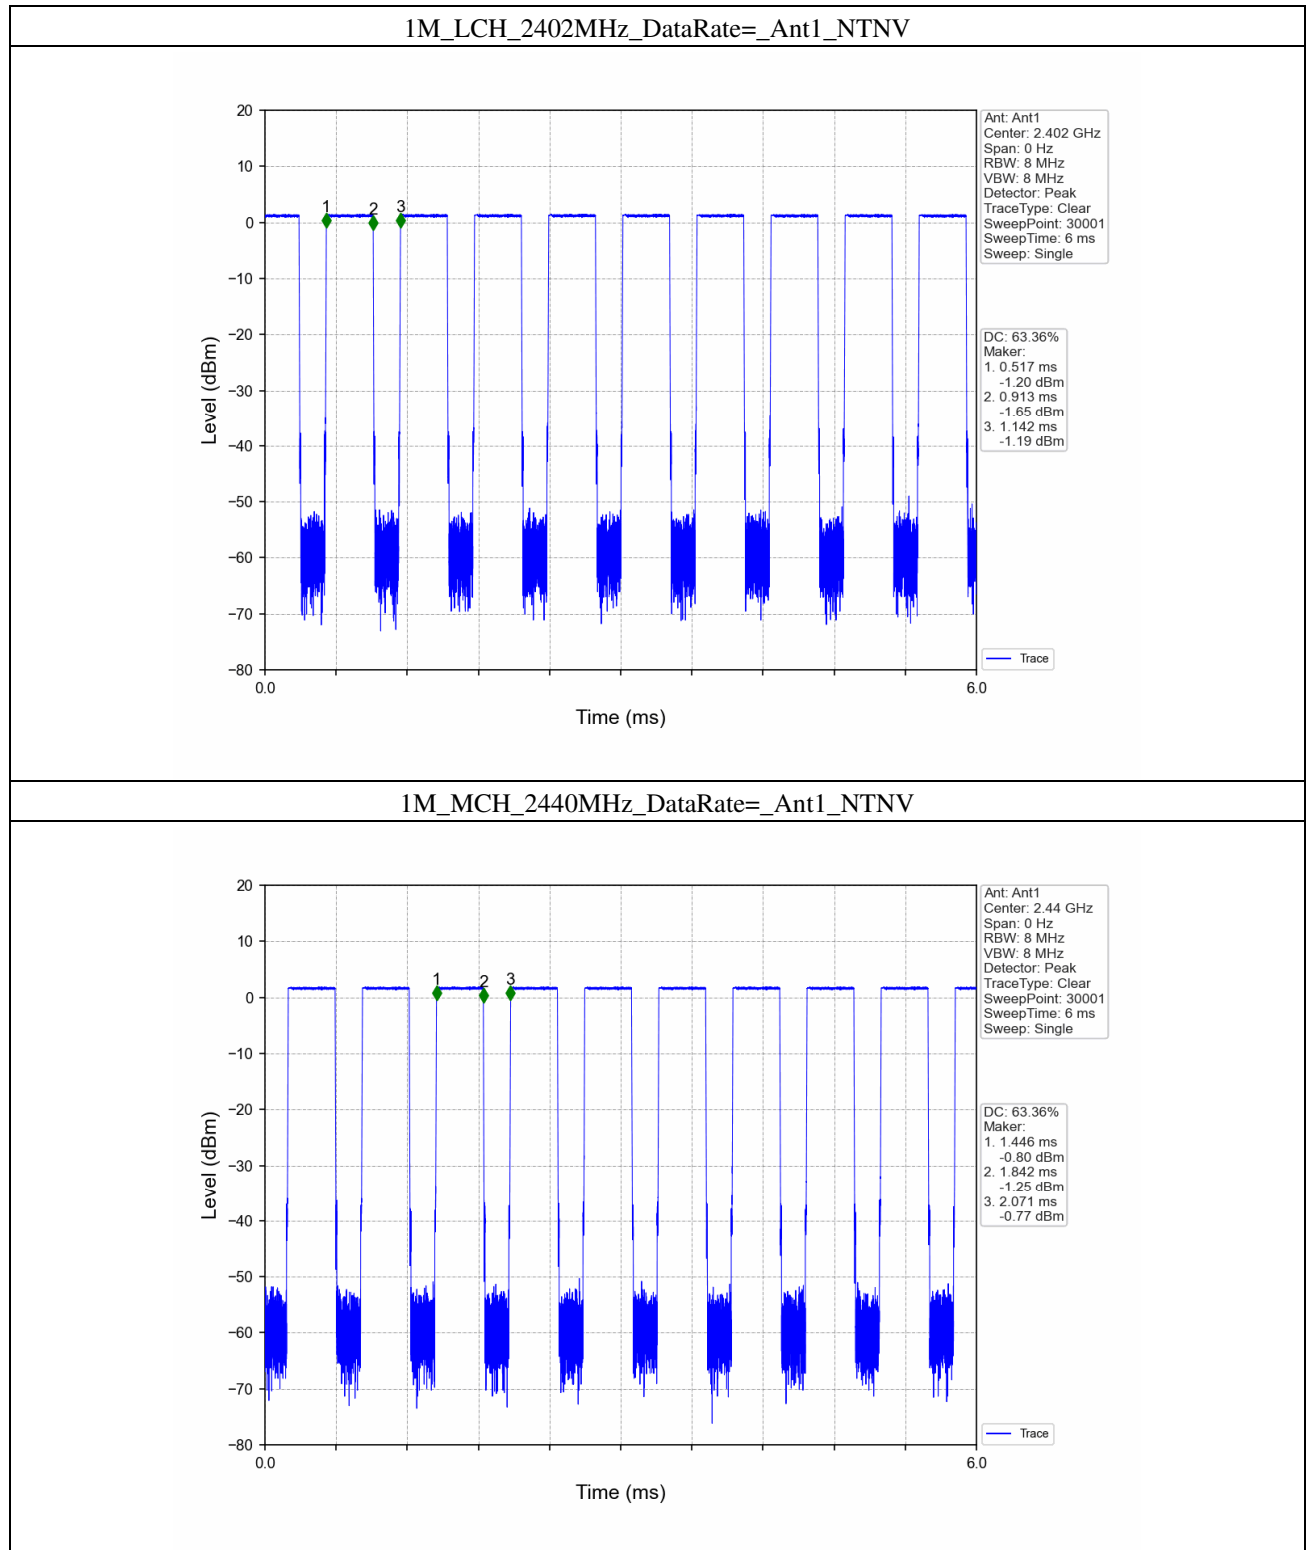 1M_LCH_2402MHz_DataRate=_Ant1_NTNV
20
10
0
−10
−20
−30
−40
−50
−60
−70
−80
Level (dBm)
1
2
3
0.0
6.0
Time (ms)
Ant: Ant1
Center: 2.402 GHz
Span: 0 Hz
RBW: 8 MHz
VBW: 8 MHz
Detector: Peak
TraceType: Clear
SweepPoint: 30001
SweepTime: 6 ms
Sweep: Single
DC: 63.36%
Maker:
1. 0.517 ms
-1.20 dBm
2. 0.913 ms
-1.65 dBm
3. 1.142 ms
-1.19 dBm
Trace
1M_MCH_2440MHz_DataRate=_Ant1_NTNV
20
10
0
−10
−20
−30
−40
−50
−60
−70
−80
Level (dBm)
1
2
3
0.0
6.0
Time (ms)
Ant: Ant1
Center: 2.44 GHz
Span: 0 Hz
RBW: 8 MHz
VBW: 8 MHz
Detector: Peak
TraceType: Clear
SweepPoint: 30001
SweepTime: 6 ms
Sweep: Single
DC: 63.36%
Maker:
1. 1.446 ms
-0.80 dBm
2. 1.842 ms
-1.25 dBm
3. 2.071 ms
-0.77 dBm
Trace